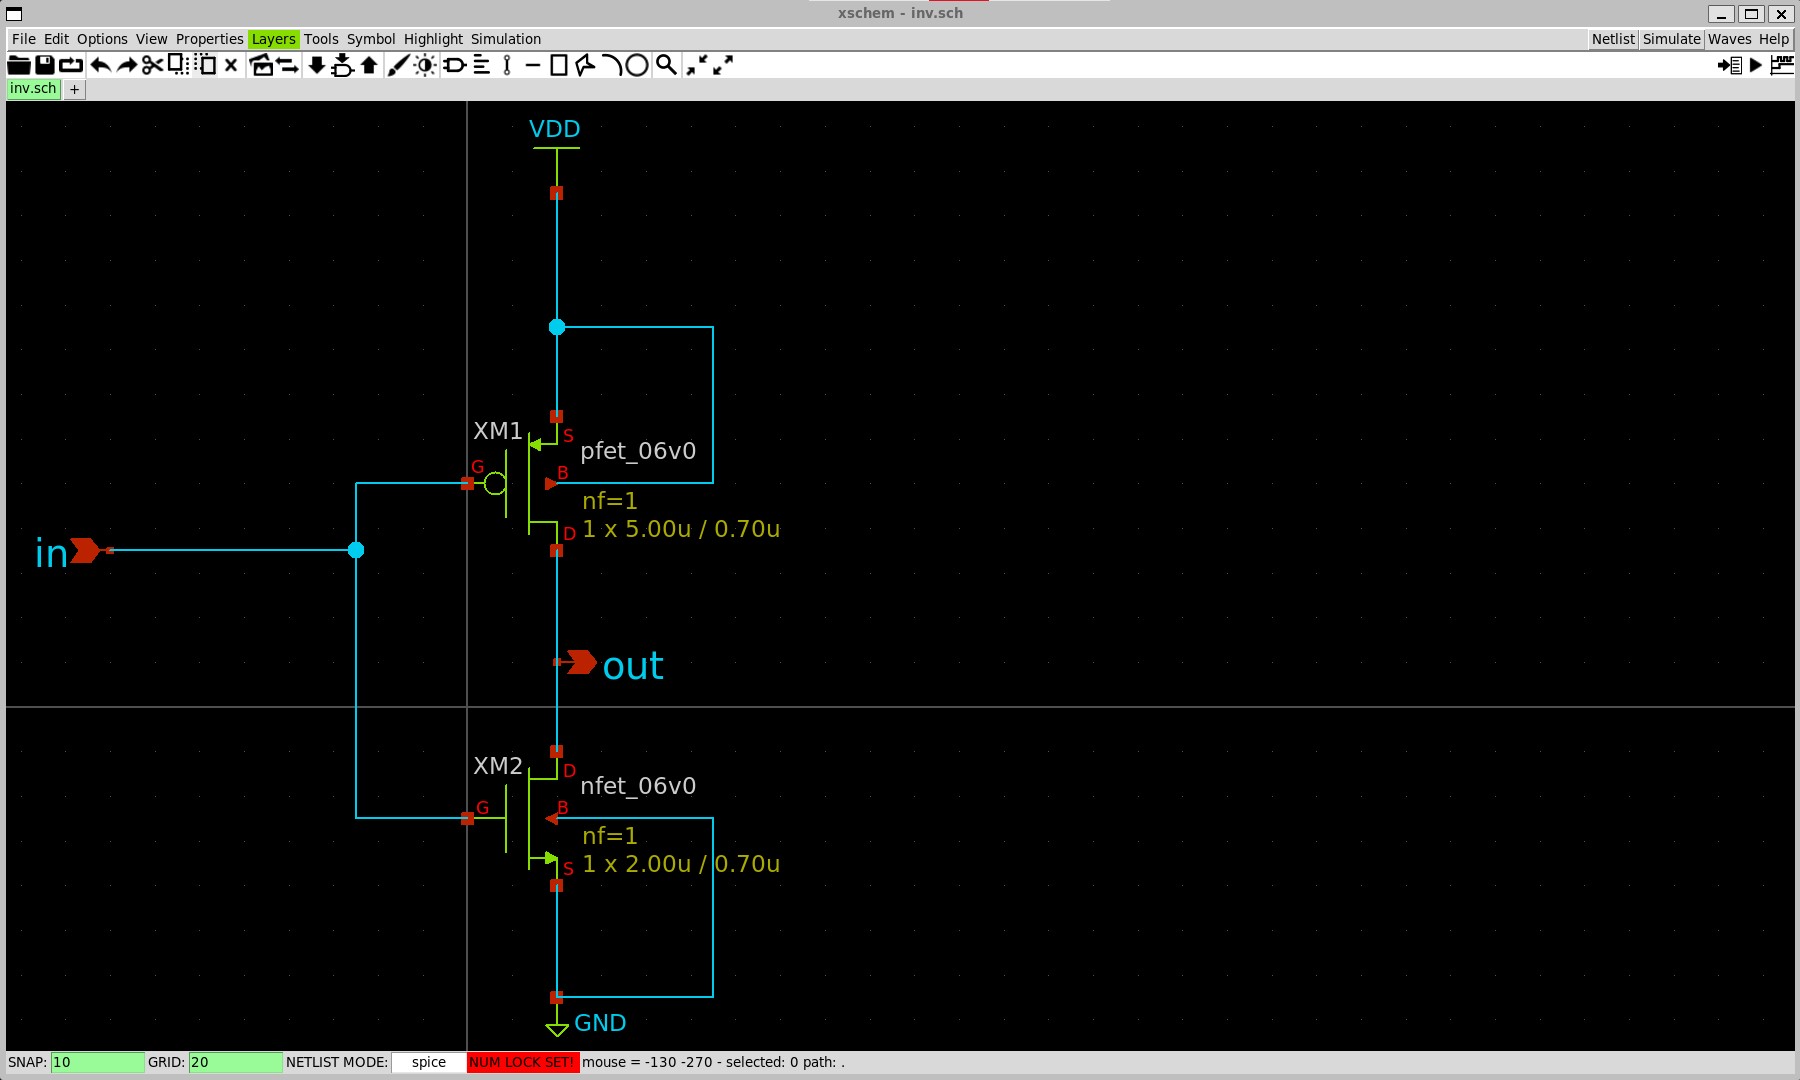 xschem - inv.sch
File Edit Options View Properties Layers Tools Symbol Highlight Simulation Netlist Simulate Waves Help
inv.sch +
VDD
XM1
S
pfet_06v0
G
B
nf=1
D
1 x 5.00u / 0.70u
in
out
XM2
D
nfet_06v0
G
B
nf=1
S
1 x 2.00u / 0.70u
GND
SNAP: 10 GRID: 20 NETLIST MODE: spice NUM LOCK SET! mouse = -130 -270 - selected: 0 path: .